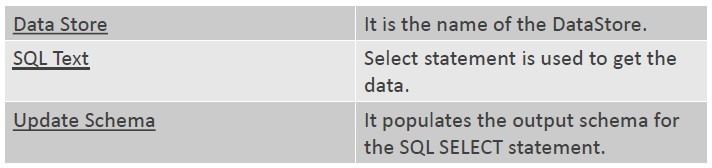 Data Store It is the name of the DataStore.
SQL Text Select statement is used to get the
data.
Update Schema It populates the output schema for
the SQL SELECT statement.